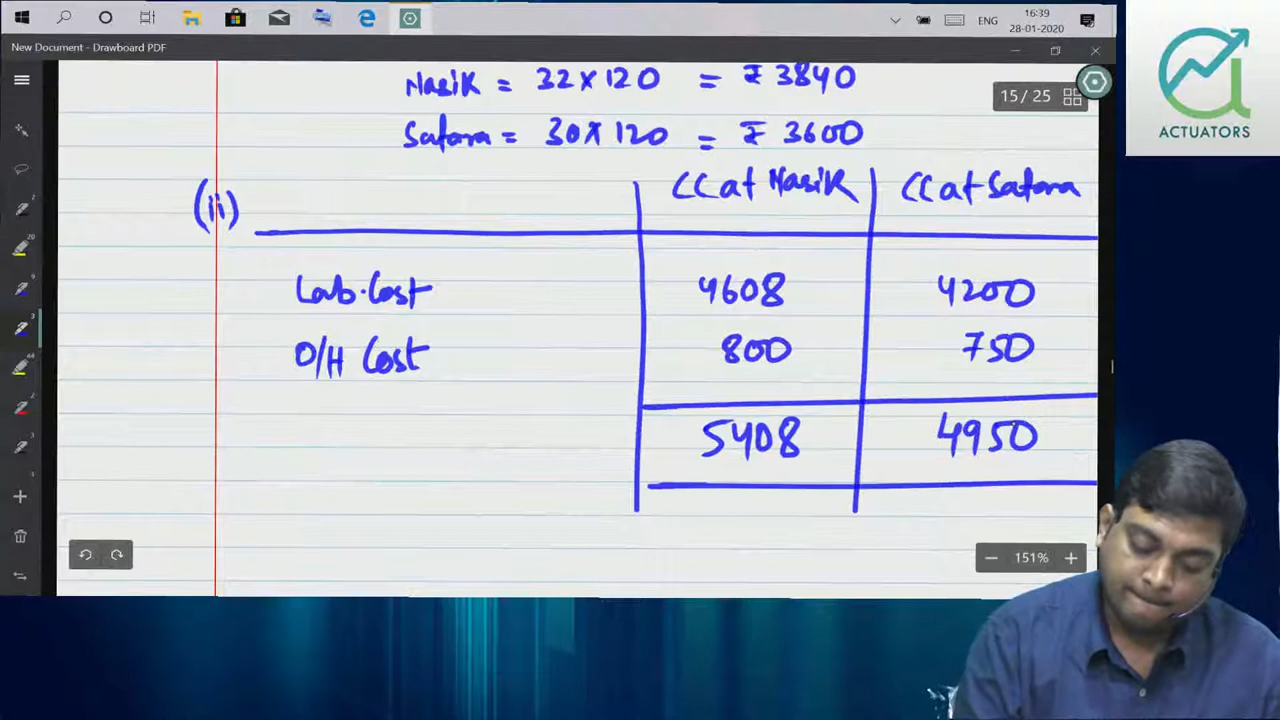 16:39
ENG
28-01-2020
New Document - Drawboard PDF
15 / 25
Nasik = 32 x 120 = ₹ 3840
Satara = 30 x 120 = ₹ 3600
(ii) CC at Nasik CC at Satara
Lab. Cost 4608 4200
O/H Cost 800 750
5408 4950
151%
ACTUATORS